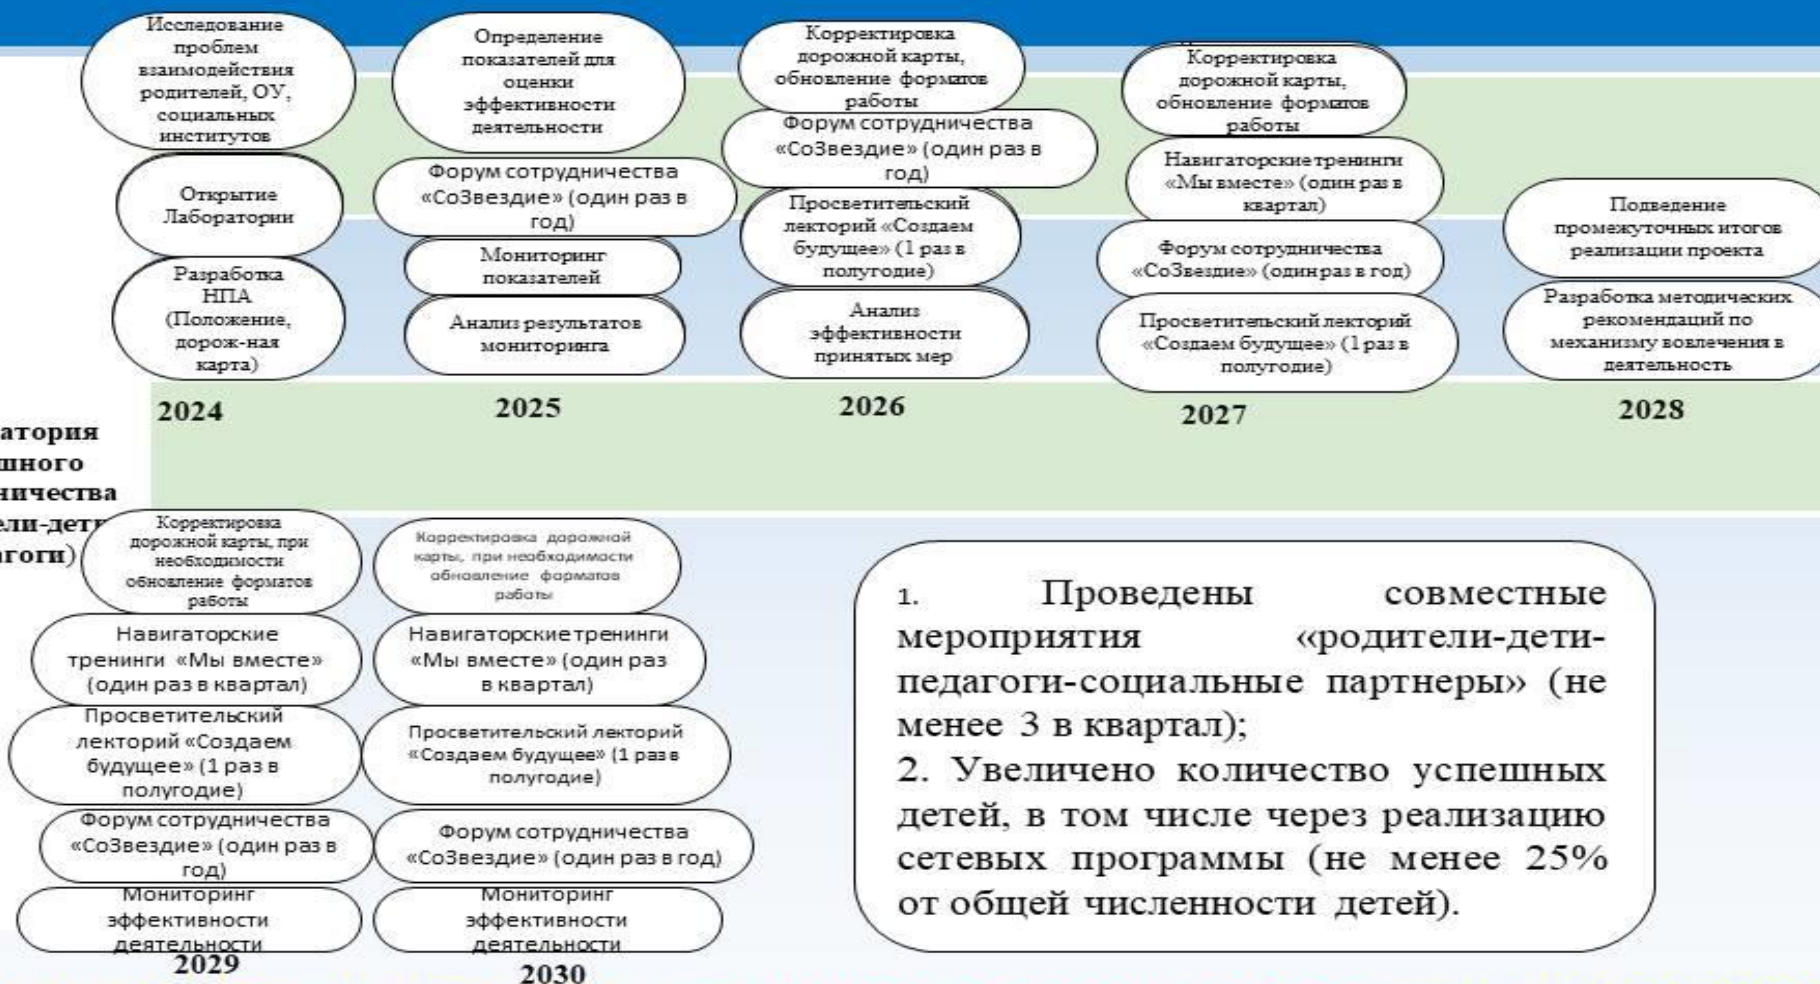 Исследование
проблем
взаимодействия
родителей, ОУ,
социальных
институтов
Открытие
Лаборатории
Разработка
НПА
(Положение,
дорож-ная
карта)
2024
Определение
показателей для
оценки
эффективности
деятельности
Форум сотрудничества
«СоЗвездие» (один раз в
год)
Мониторинг
показателей
Анализ результатов
мониторинга
2025
Корректировка
дорожной карты,
обновление форматов
работы
Форум сотрудничества
«СоЗвездие» (один раз в
год)
Просветительский
лекторий «Создаем
будущее» (1 раз в
полугодие)
Анализ
эффективности
принятых мер
2026
Корректировка
дорожной карты,
обновление форматов
работы
Навигаторские тренинги
«Мы вместе» (один раз в
квартал)
Форум сотрудничества
«СоЗвездие» (один раз в год)
Просветительский лекторий
«Создаем будущее» (1 раз в
полугодие)
2027
Подведение
промежуточных итогов
реализации проекта
Разработка методических
рекомендаций по
механизму вовлечения в
деятельность
2028
атория
шного
ничества
ели-дети
агоги)
Корректировка
дорожной карты, при
необходимости
обновление форматов
работы
Навигаторские
тренинги «Мы вместе»
(один раз в квартал)
Просветительский
лекторий «Создаем
будущее» (1 раз в
полугодие)
Форум сотрудничества
«СоЗвездие» (один раз в
год)
Мониторинг
эффективности
деятельности
2029
Корректировка дорожной
карты, при необходимости
обновление форматов
работы
Навигаторские тренинги
«Мы вместе» (один раз
в квартал)
Просветительский лекторий
«Создаем будущее» (1 раз в
полугодие)
Форум сотрудничества
«СоЗвездие» (один раз в год)
Мониторинг
эффективности
деятельности
2030
1. Проведены совместные
мероприятия «родители-дети-
педагоги-социальные партнеры» (не
менее 3 в квартал);
2. Увеличено количество успешных
детей, в том числе через реализацию
сетевых программы (не менее 25%
от общей численности детей).